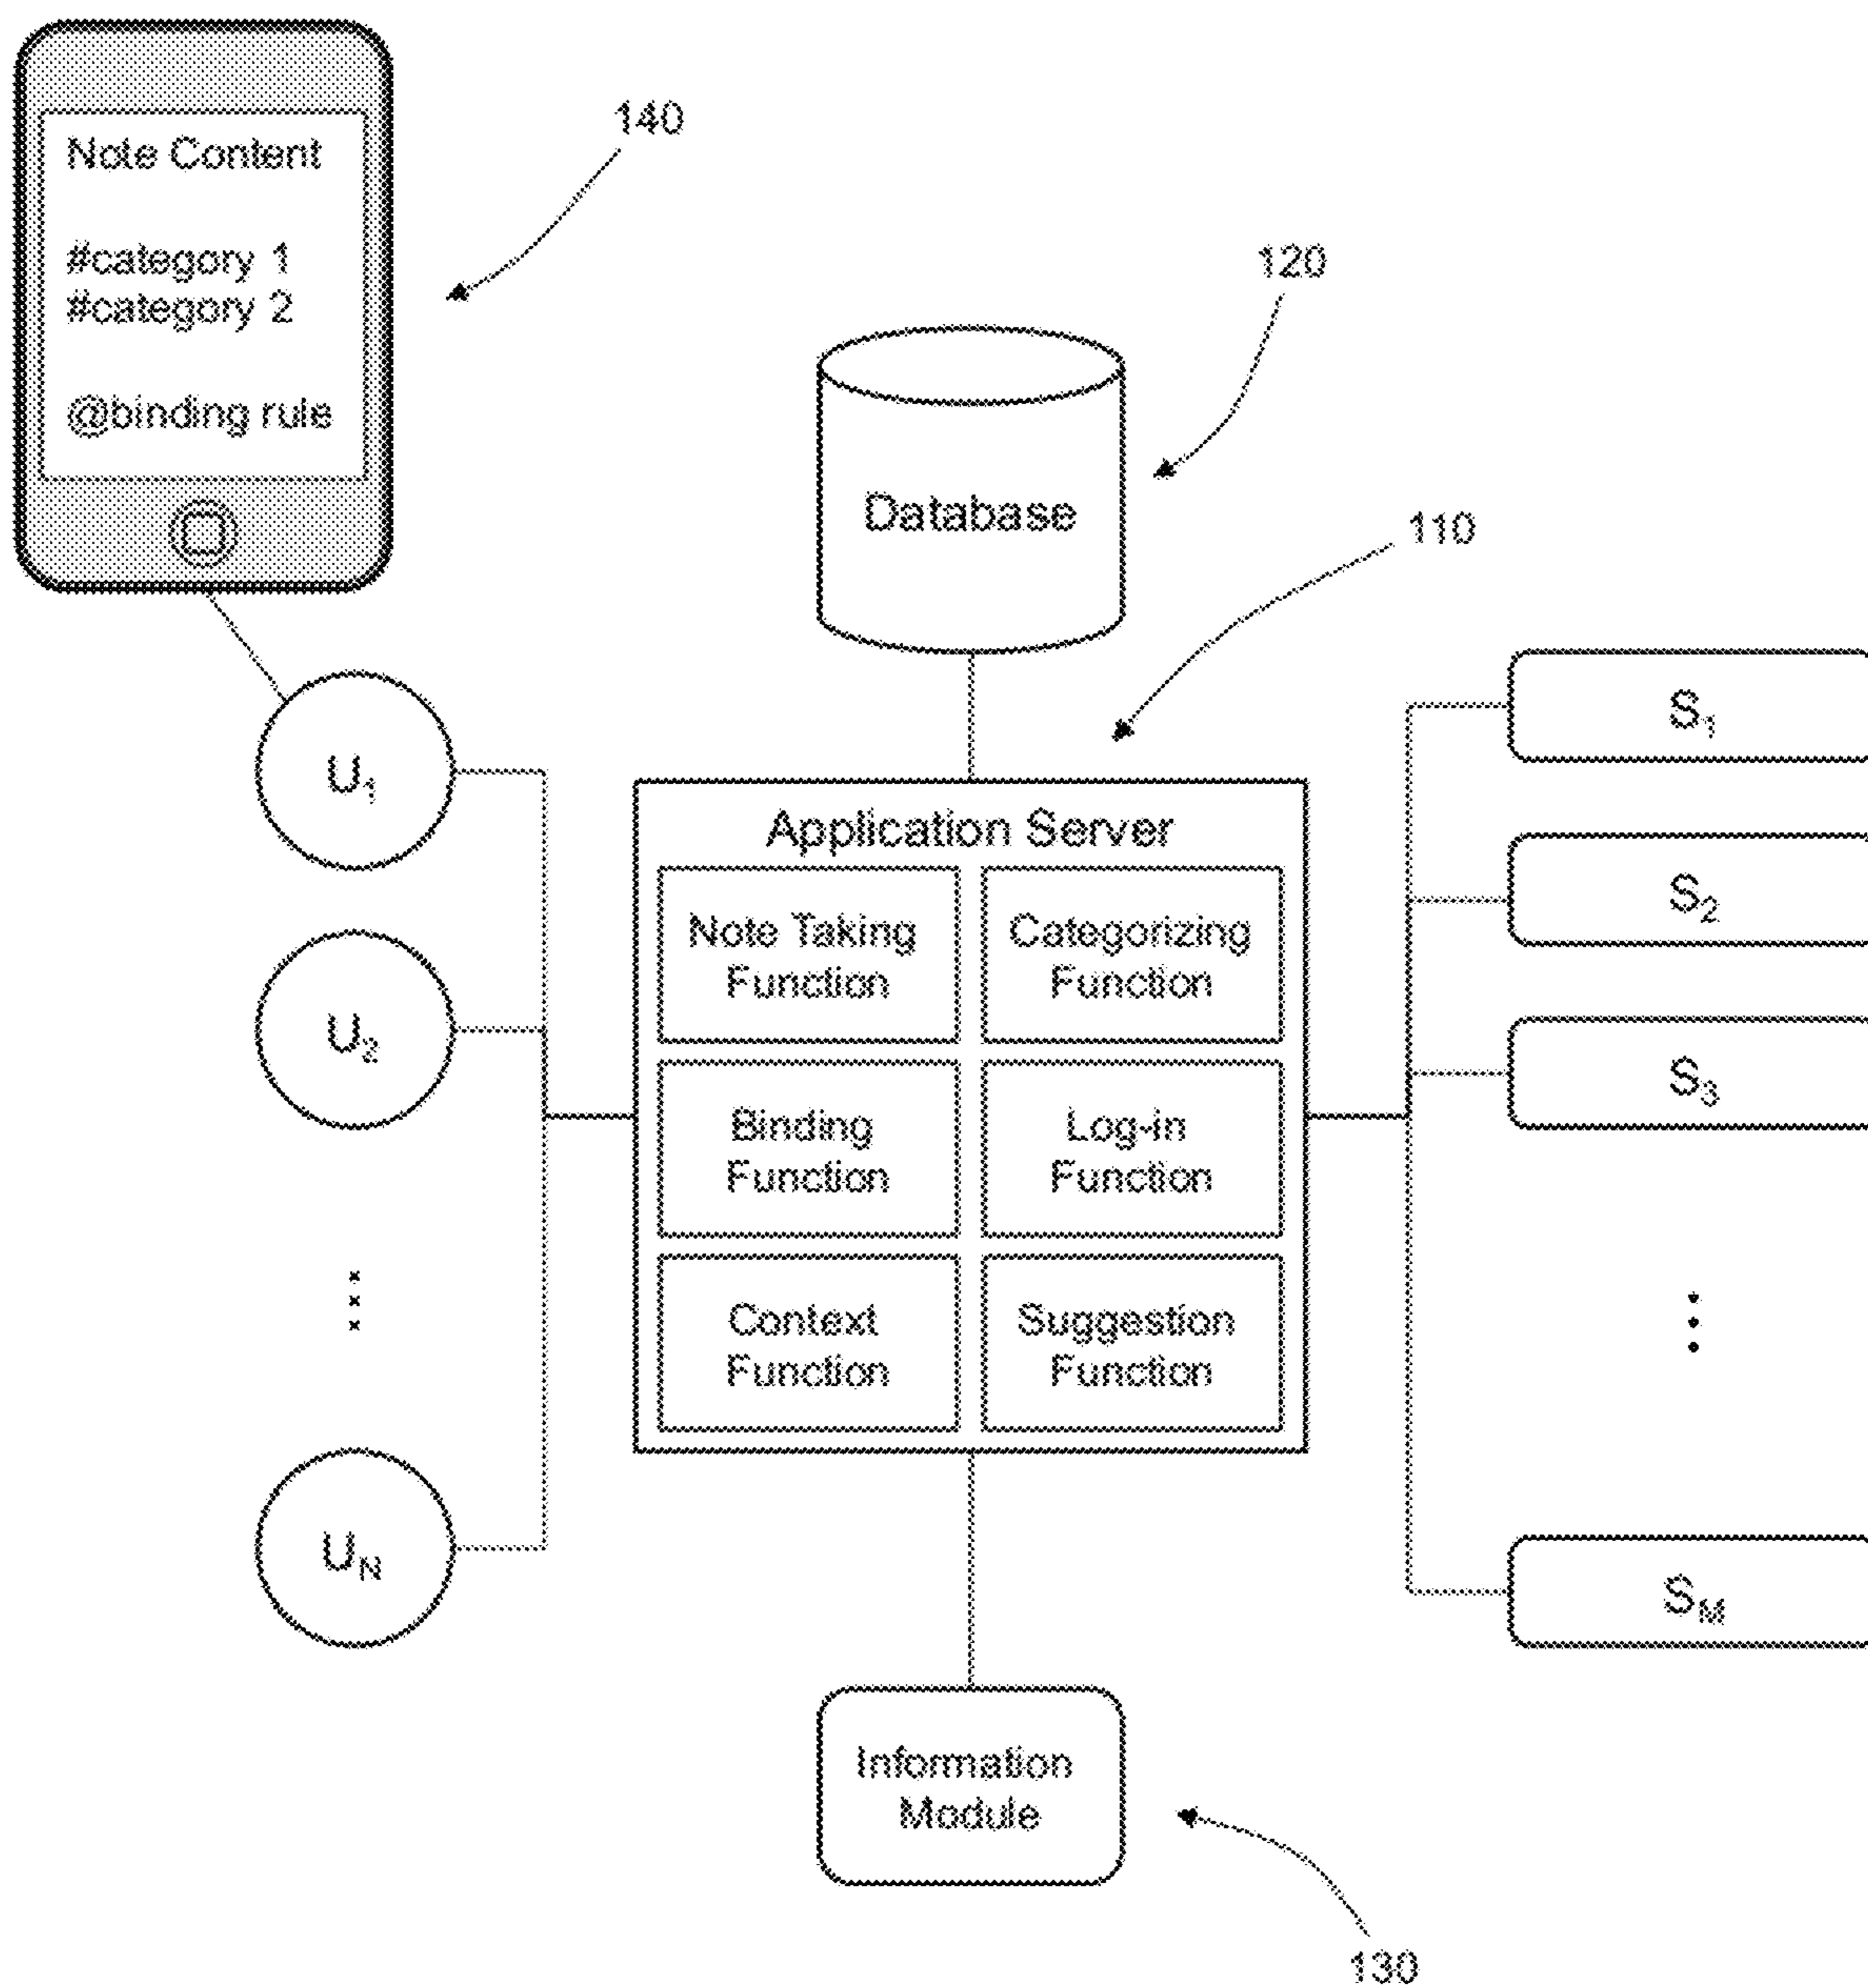 140
Note Content
#category 1
#category 2
@binding rule
120
Database
110
U1
U2
UN
Application Server
Note Taking
Function
Categorizing
Function
Binding
Function
Log-in
Function
Context
Function
Suggestion
Function
S1
S2
S3
SM
Information
Module
130